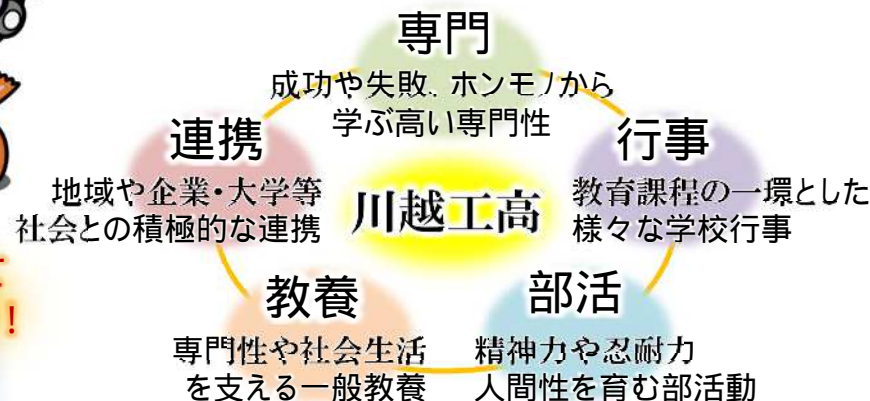 専門
成功や失敗、ホンモノから
学ぶ高い専門性
連携
地域や企業・大学等
社会との積極的な連携
川越工高
行事
教育課程の一環とした
様々な学校行事
教養
専門性や社会生活
を支える一般教養
部活
精神力や忍耐力
人間性を育む部活動
！